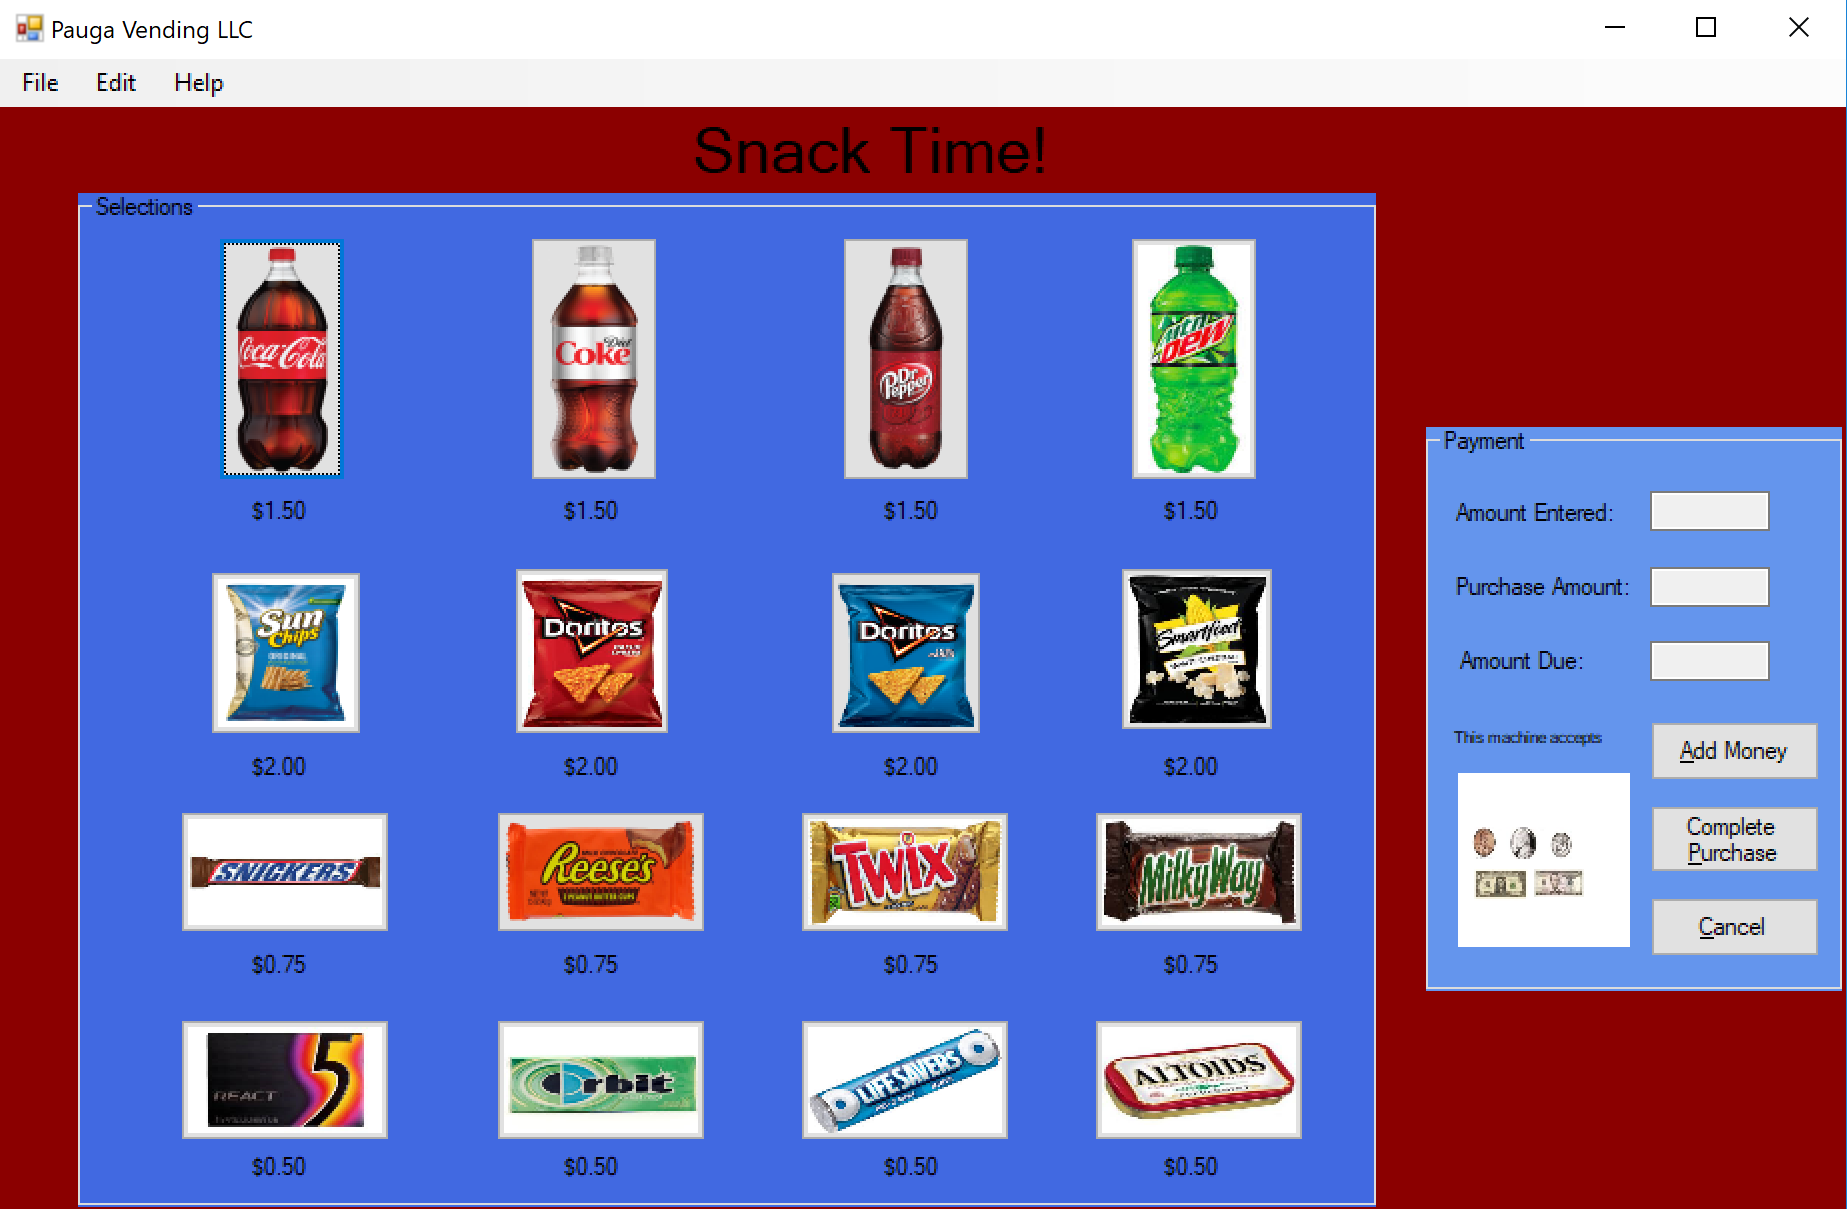 Pauga Vending LLC
File Edit Help
Snack Time!
Selections
Coca-Cola
Diet
Coke
Dr
Pepper
mtn
DEW
$1.50 $1.50 $1.50 $1.50
Sun
Chips
ORIGINAL
Doritos
Doritos
Smartfood
$2.00 $2.00 $2.00 $2.00
SNICKERS
Reese's
TWIX
MilkyWay
$0.75 $0.75 $0.75 $0.75
REACT 5
Orbit
LIFE SAVERS
ALTOIDS
$0.50 $0.50 $0.50 $0.50
Payment
Amount Entered:
Purchase Amount:
Amount Due:
This machine accepts
Add Money
Complete
Purchase
Cancel